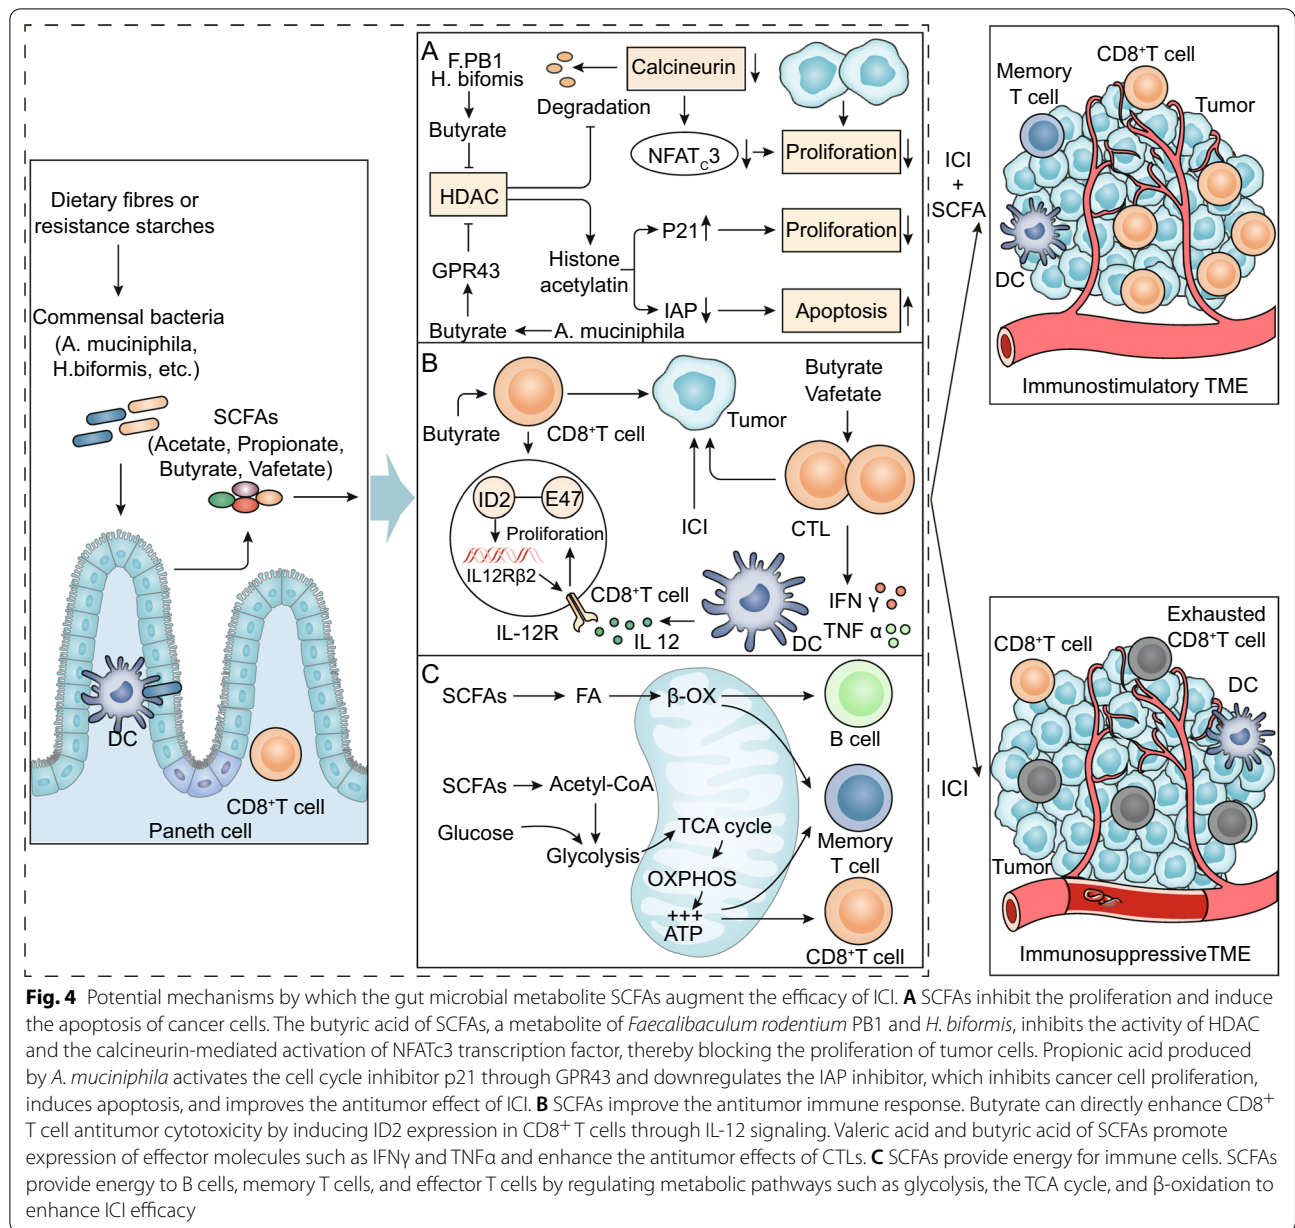 Dietary fibres or
resistance starches
Commensal bacteria
(A. muciniphila,
H.biformis, etc.)
SCFAs
(Acetate, Propionate,
Butyrate, Vafetate)
DC
CD8⁺T cell
Paneth cell
A
F.PB1
H. bifomis
Butyrate
HDAC
GPR43
Butyrate
A. muciniphila
Degradation
Calcineurin
NFATc3
Proliforation
Histone
acetylatin
P21
Proliforation
IAP
Apoptosis
B
Butyrate
CD8⁺T cell
Tumor
Butyrate
Vafetate
ID2
E47
Proliforation
IL12Rβ2
IL-12R
CD8⁺T cell
IL 12
ICI
DC
CTL
IFN γ
TNF α
C
SCFAs
FA
β-OX
B cell
SCFAs
Acetyl-CoA
Glucose
Glycolysis
TCA cycle
OXPHOS
+++
ATP
Memory
T cell
CD8⁺T cell
ICI
+
SCFA
ICI
CD8⁺T cell
Memory
T cell
Tumor
DC
Immunostimulatory TME
Exhausted
CD8⁺T cell
CD8⁺T cell
DC
Tumor
ImmunosuppressiveTME
Fig. 4 Potential mechanisms by which the gut microbial metabolite SCFAs augment the efficacy of ICI. A SCFAs inhibit the proliferation and induce
the apoptosis of cancer cells. The butyric acid of SCFAs, a metabolite of Faecalibaculum rodentium PB1 and H. biformis, inhibits the activity of HDAC
and the calcineurin-mediated activation of NFATc3 transcription factor, thereby blocking the proliferation of tumor cells. Propionic acid produced
by A. muciniphila activates the cell cycle inhibitor p21 through GPR43 and downregulates the IAP inhibitor, which inhibits cancer cell proliferation,
induces apoptosis, and improves the antitumor effect of ICI. B SCFAs improve the antitumor immune response. Butyrate can directly enhance CD8⁺
T cell antitumor cytotoxicity by inducing ID2 expression in CD8⁺ T cells through IL-12 signaling. Valeric acid and butyric acid of SCFAs promote
expression of effector molecules such as IFNγ and TNFα and enhance the antitumor effects of CTLs. C SCFAs provide energy for immune cells. SCFAs
provide energy to B cells, memory T cells, and effector T cells by regulating metabolic pathways such as glycolysis, the TCA cycle, and β-oxidation to
enhance ICI efficacy